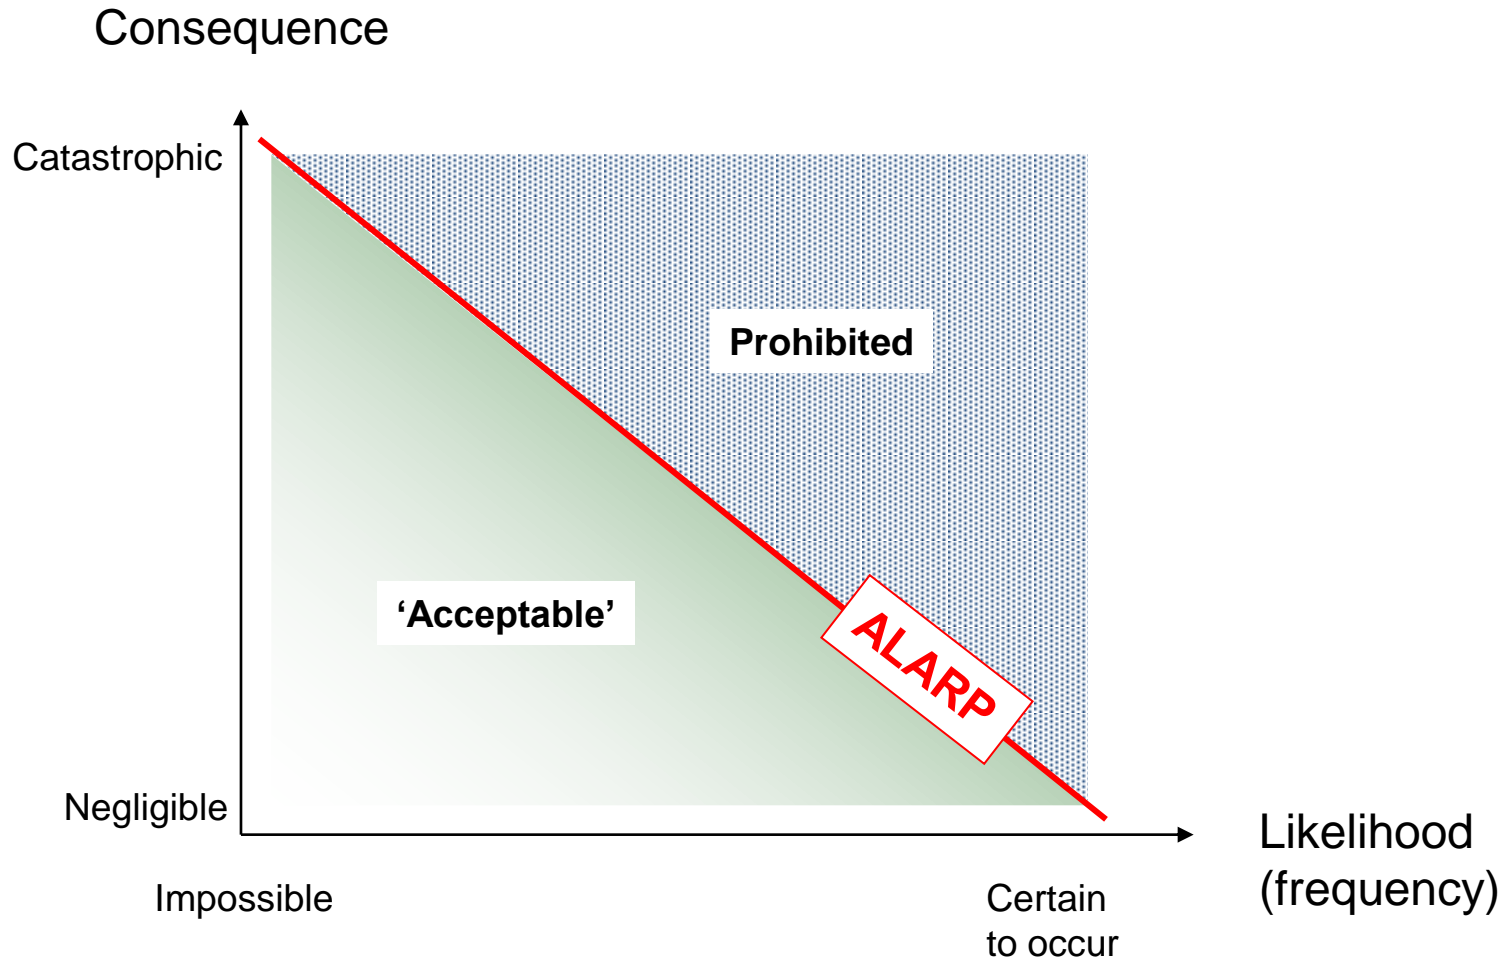 Consequence
Catastrophic
Prohibited
‘Acceptable’
ALARP
Negligible
Likelihood
(frequency)
Impossible
Certain
to occur